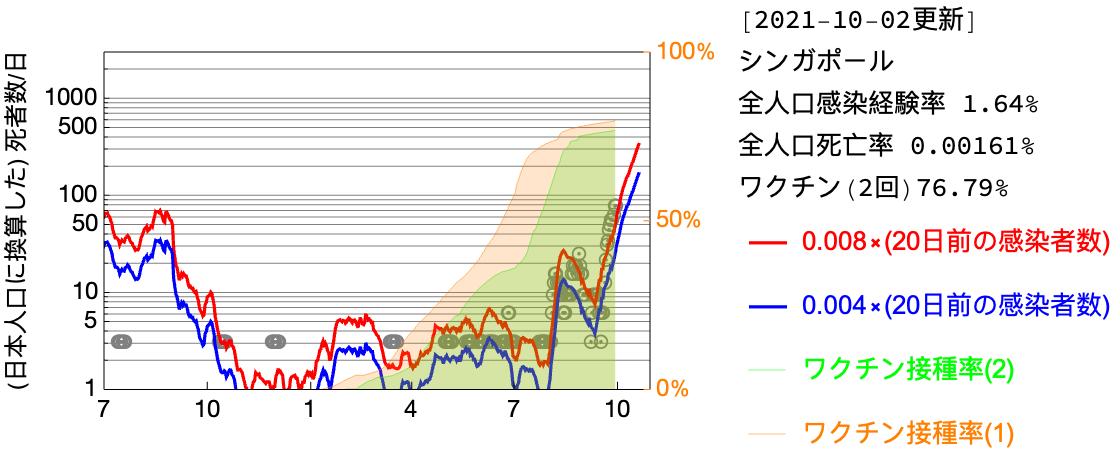 [2021-10-02更新]
シンガポール
全人口感染経験率 1.64%
全人口死亡率 0.00161%
ワクチン(2回)76.79%
0.008×(20日前の感染者数)
0.004×(20日前の感染者数)
ワクチン接種率(2)
ワクチン接種率(1)
(日本人口に換算した) 死者数/日
1000
500
100
50
10
5
1
100%
50%
0%
7 10 1 4 7 10